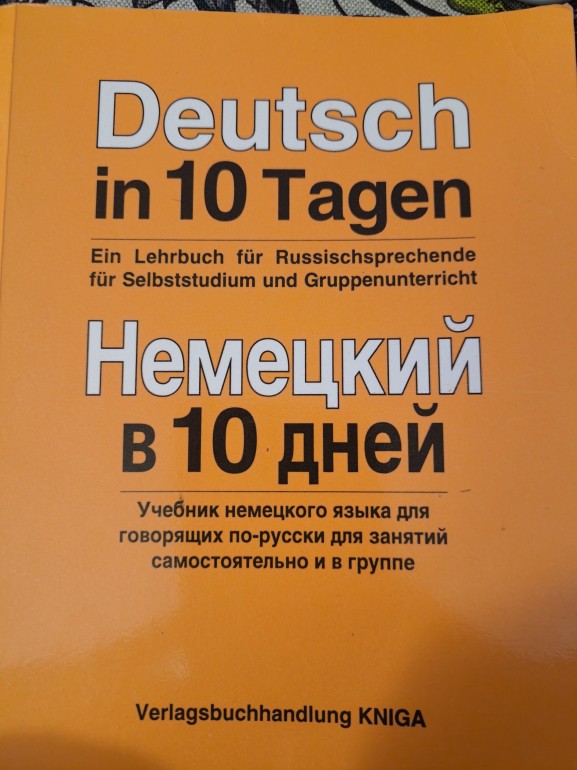 Deutsch
in 10 Tagen
Ein Lehrbuch für Russischsprechende
für Selbststudium und Gruppenunterricht
Немецкий
в 10 дней
Учебник немецкого языка для
говорящих по-русски для занятий
самостоятельно и в группе
Verlagsbuchhandlung KNIGA